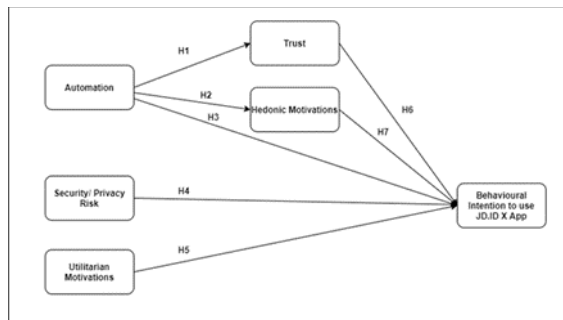 Trust
H1
Automation
H2
Hedonic Motivations
H3
H6
H7
Security/ Privacy
Risk
H4
Behavioural
Intention to use
JD.ID X App
Utilitarian
Motivations
H5